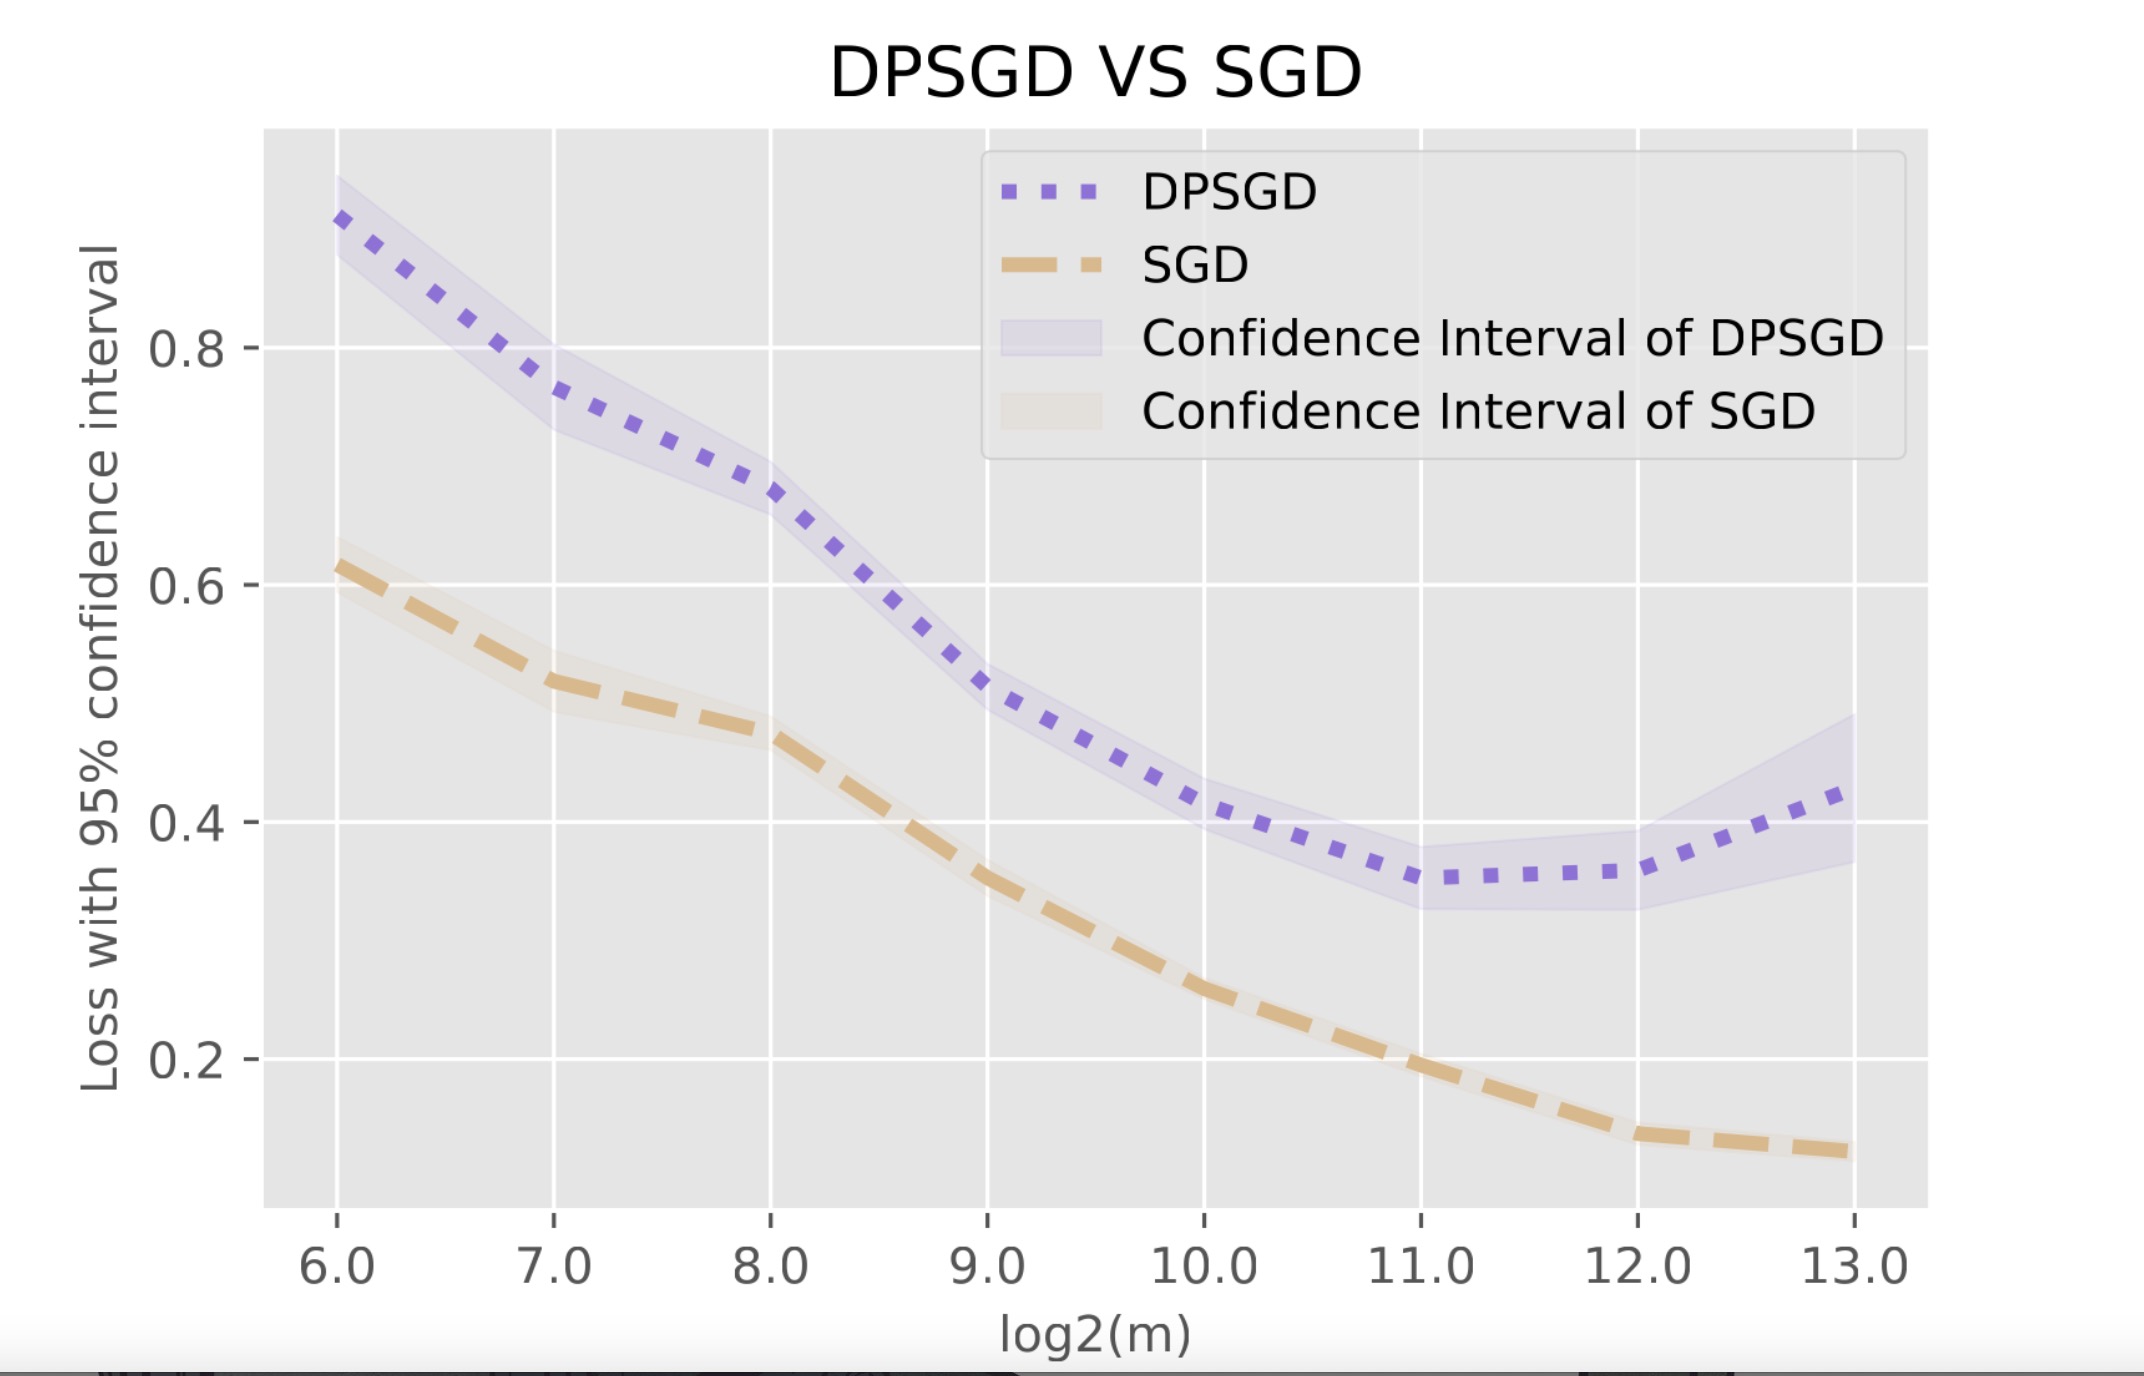 DPSGD VS SGD
DPSGD
SGD
Confidence Interval of DPSGD
Confidence Interval of SGD
Loss with 95% confidence interval
0.8
0.6
0.4
0.2
6.0 7.0 8.0 9.0 10.0 11.0 12.0 13.0
log2(m)